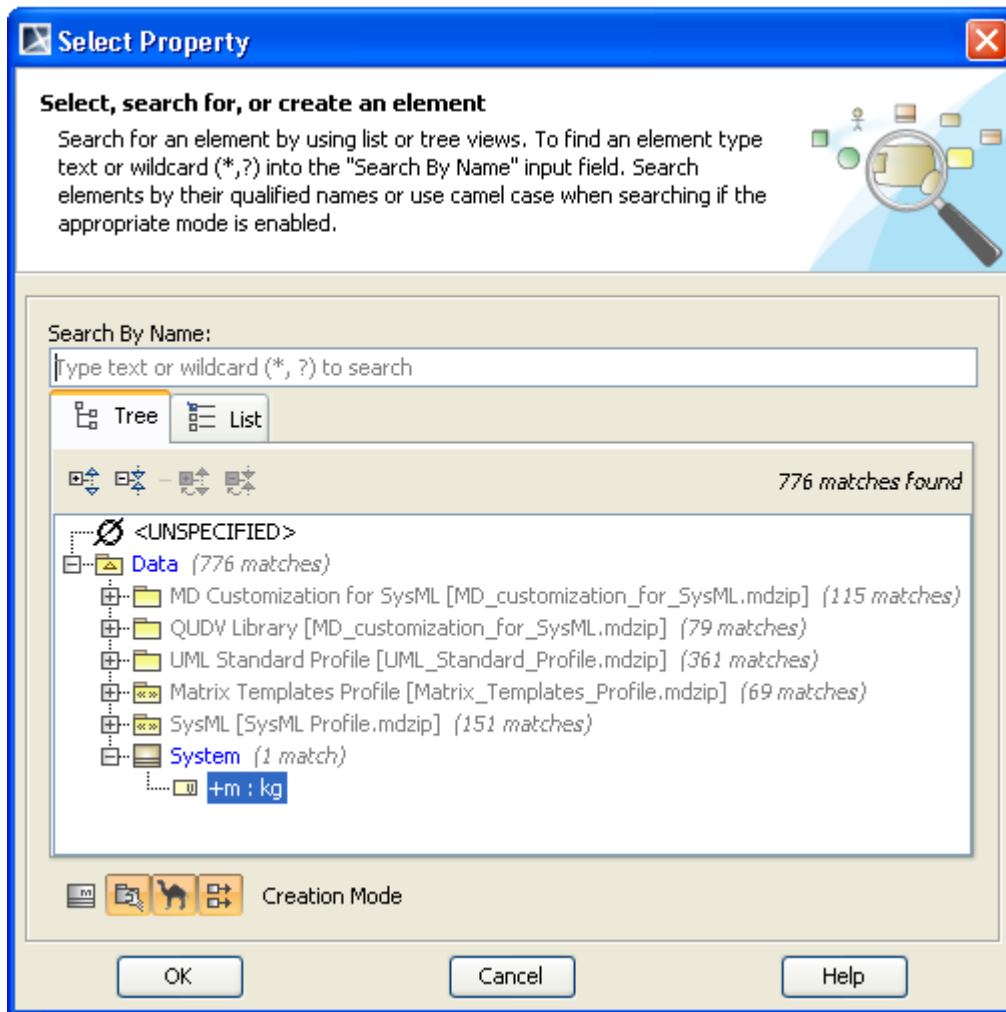 Select Property
Select, search for, or create an element
Search for an element by using list or tree views. To find an element type
text or wildcard (*,?) into the "Search By Name" input field. Search
elements by their qualified names or use camel case when searching if the
appropriate mode is enabled.
Search By Name:
Type text or wildcard (*, ?) to search
Tree List
776 matches found
<UNSPECIFIED>
Data (776 matches)
MD Customization for SysML [MD_customization_for_SysML.mdzip] (115 matches)
QUDV Library [MD_customization_for_SysML.mdzip] (79 matches)
UML Standard Profile [UML_Standard_Profile.mdzip] (361 matches)
«» Matrix Templates Profile [Matrix_Templates_Profile.mdzip] (69 matches)
«» SysML [SysML Profile.mdzip] (151 matches)
System (1 match)
+m : kg
Creation Mode
OK Cancel Help